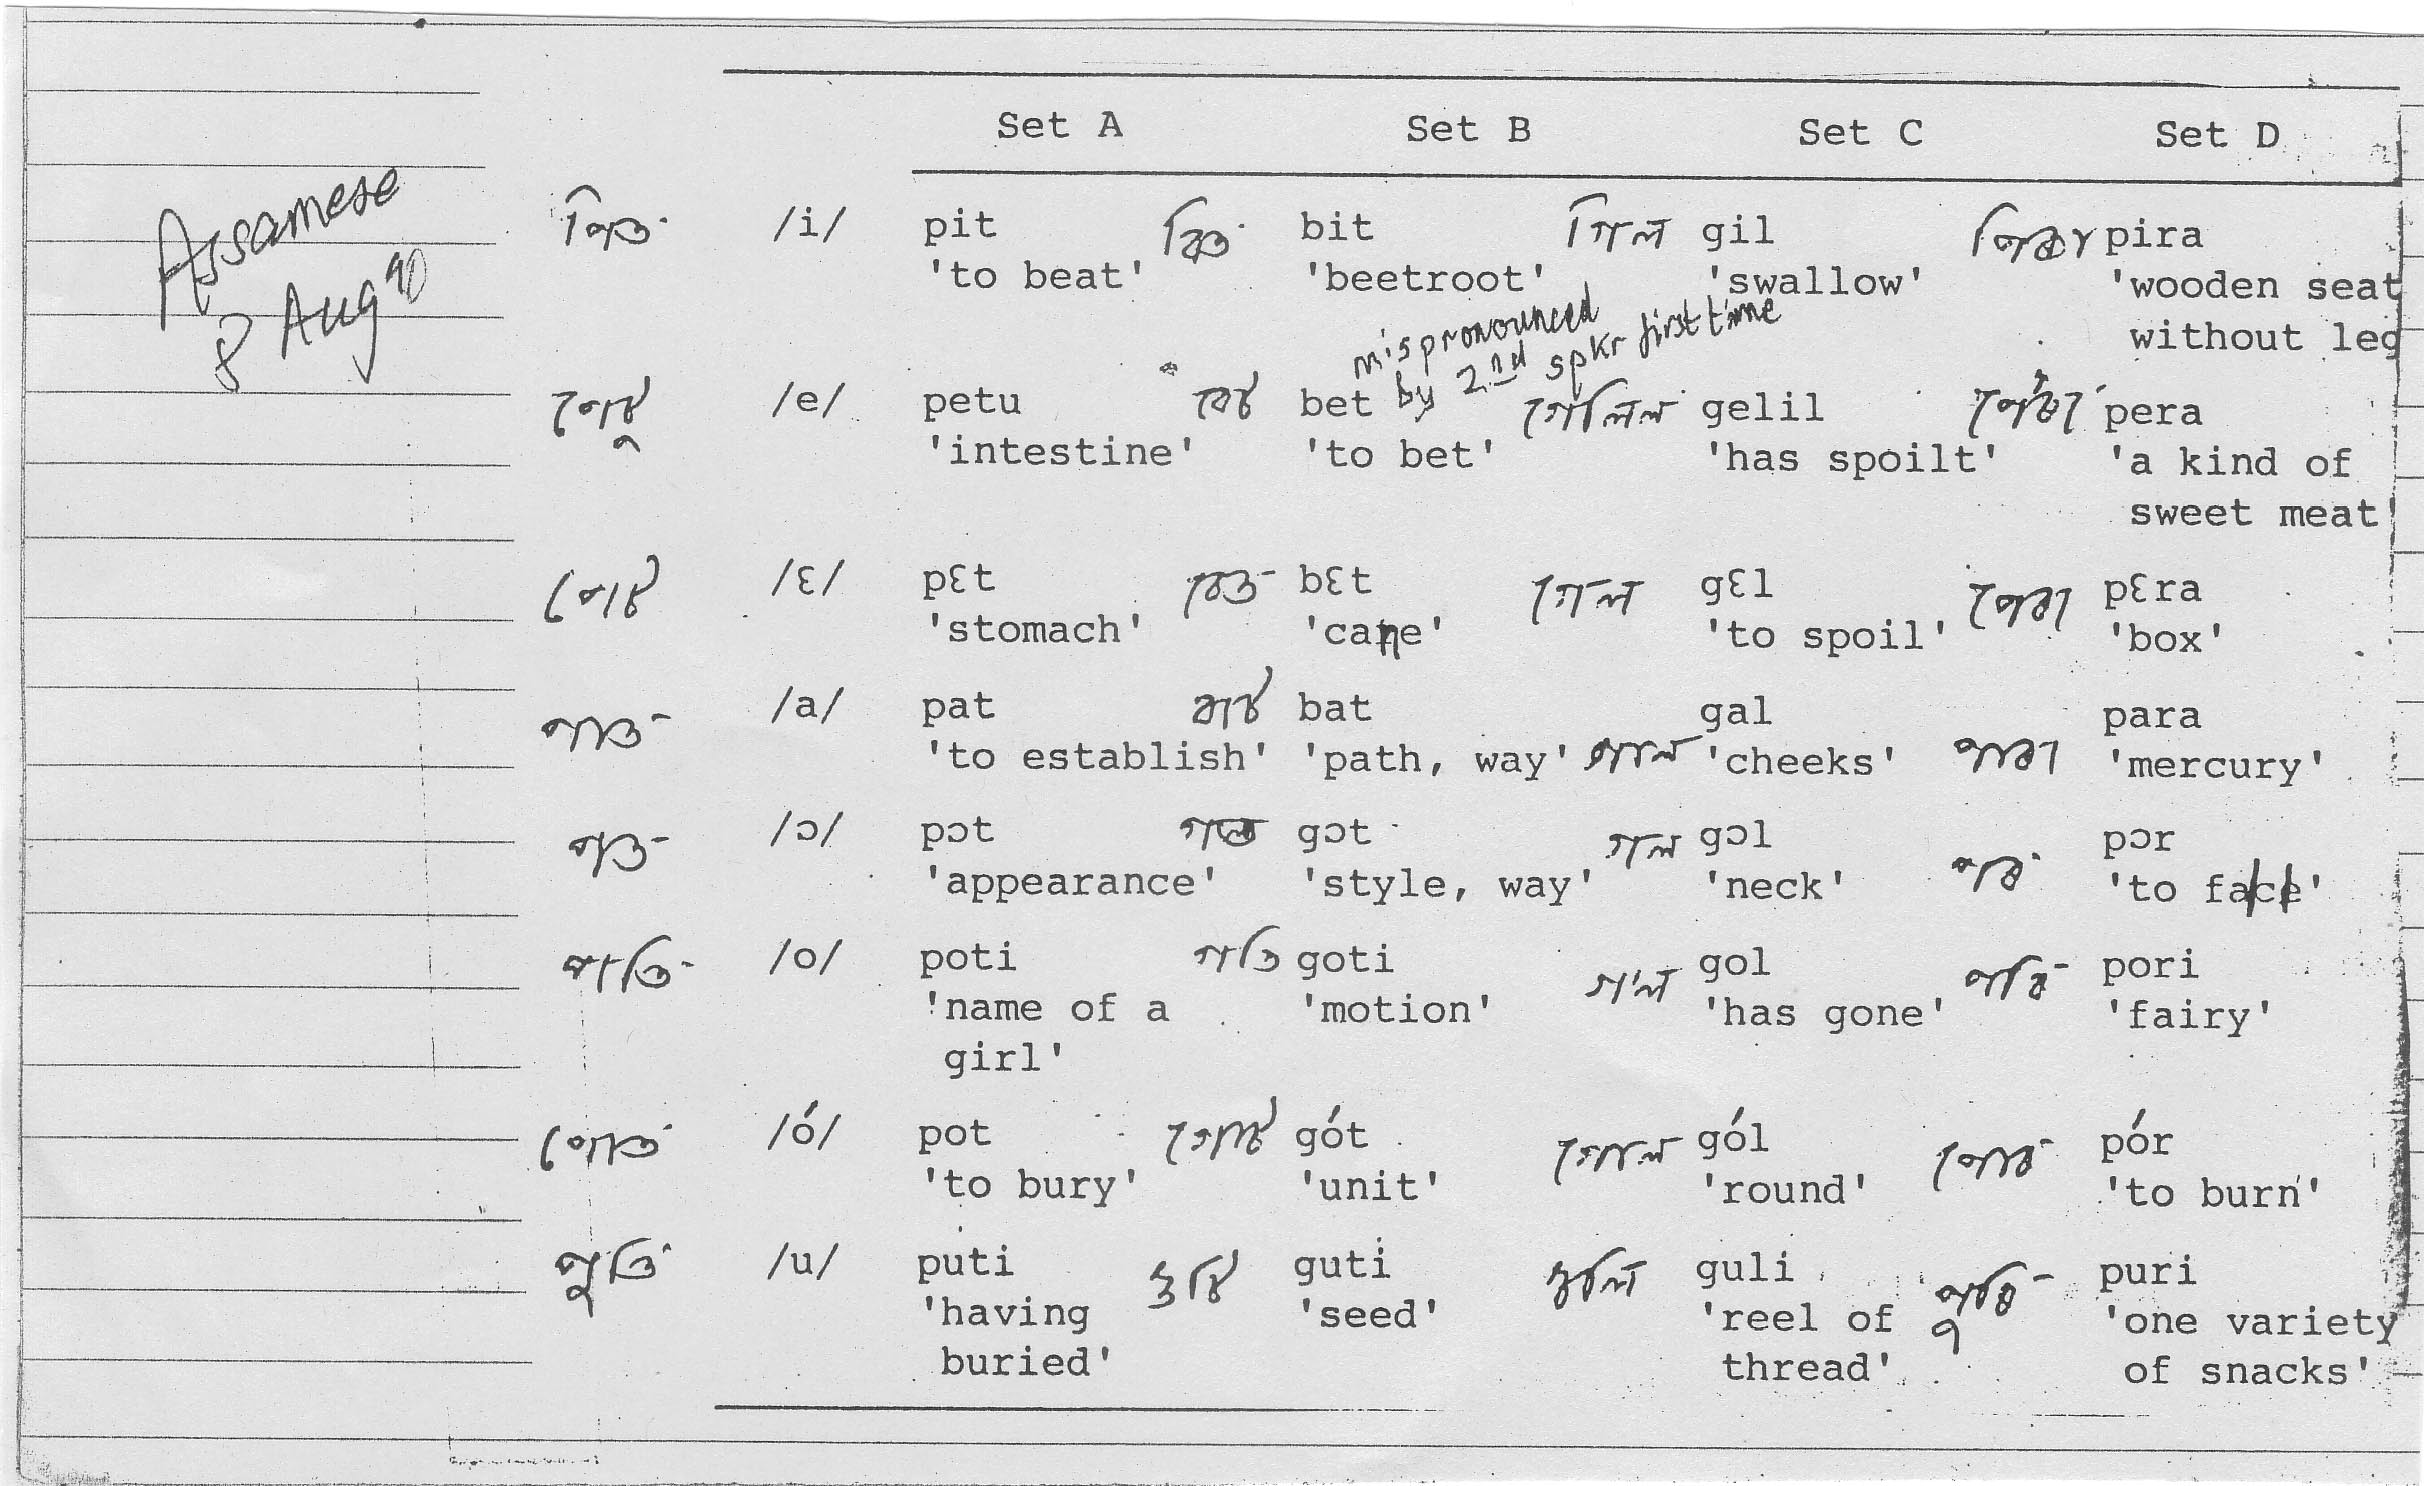 Set A Set B Set C Set D
Assamese
8 Aug 90
পিত /i/ pit বিত bit গিল gil পিৰা pira
'to beat' 'beetroot' 'swallow' 'wooden seat
without leg
mispronounced
by 2nd spkr first time
পেটু /e/ petu বেট bet গেলিল gelil pera
'intestine' 'to bet' 'has spoilt' 'a kind of
sweet meat'
পেট /ɛ/ pɛt বেত bɛt গেল gɛl পেৰা pɛra
'stomach' 'cane' 'to spoil' 'box'
পাত /a/ pat বাট bat গাল gal পাৰা para
'to establish' 'path, way' 'cheeks' 'mercury'
পত /ɔ/ pɔt গত gɔt গল gɔl পৰ pɔr
'appearance' 'style, way' 'neck' 'to face'
/o/ poti গতি goti গ'ল gol পৰি pori
'name of a 'motion' 'has gone' 'fairy'
girl'
পোত /ó/ pot গোট gót গোল gól পোৰ pór
'to bury' 'unit' 'round' 'to burn'
পুতি /u/ puti গুটি guti গুলি guli পুৰি puri
'having 'seed' 'reel of 'one variety
buried' thread' of snacks'